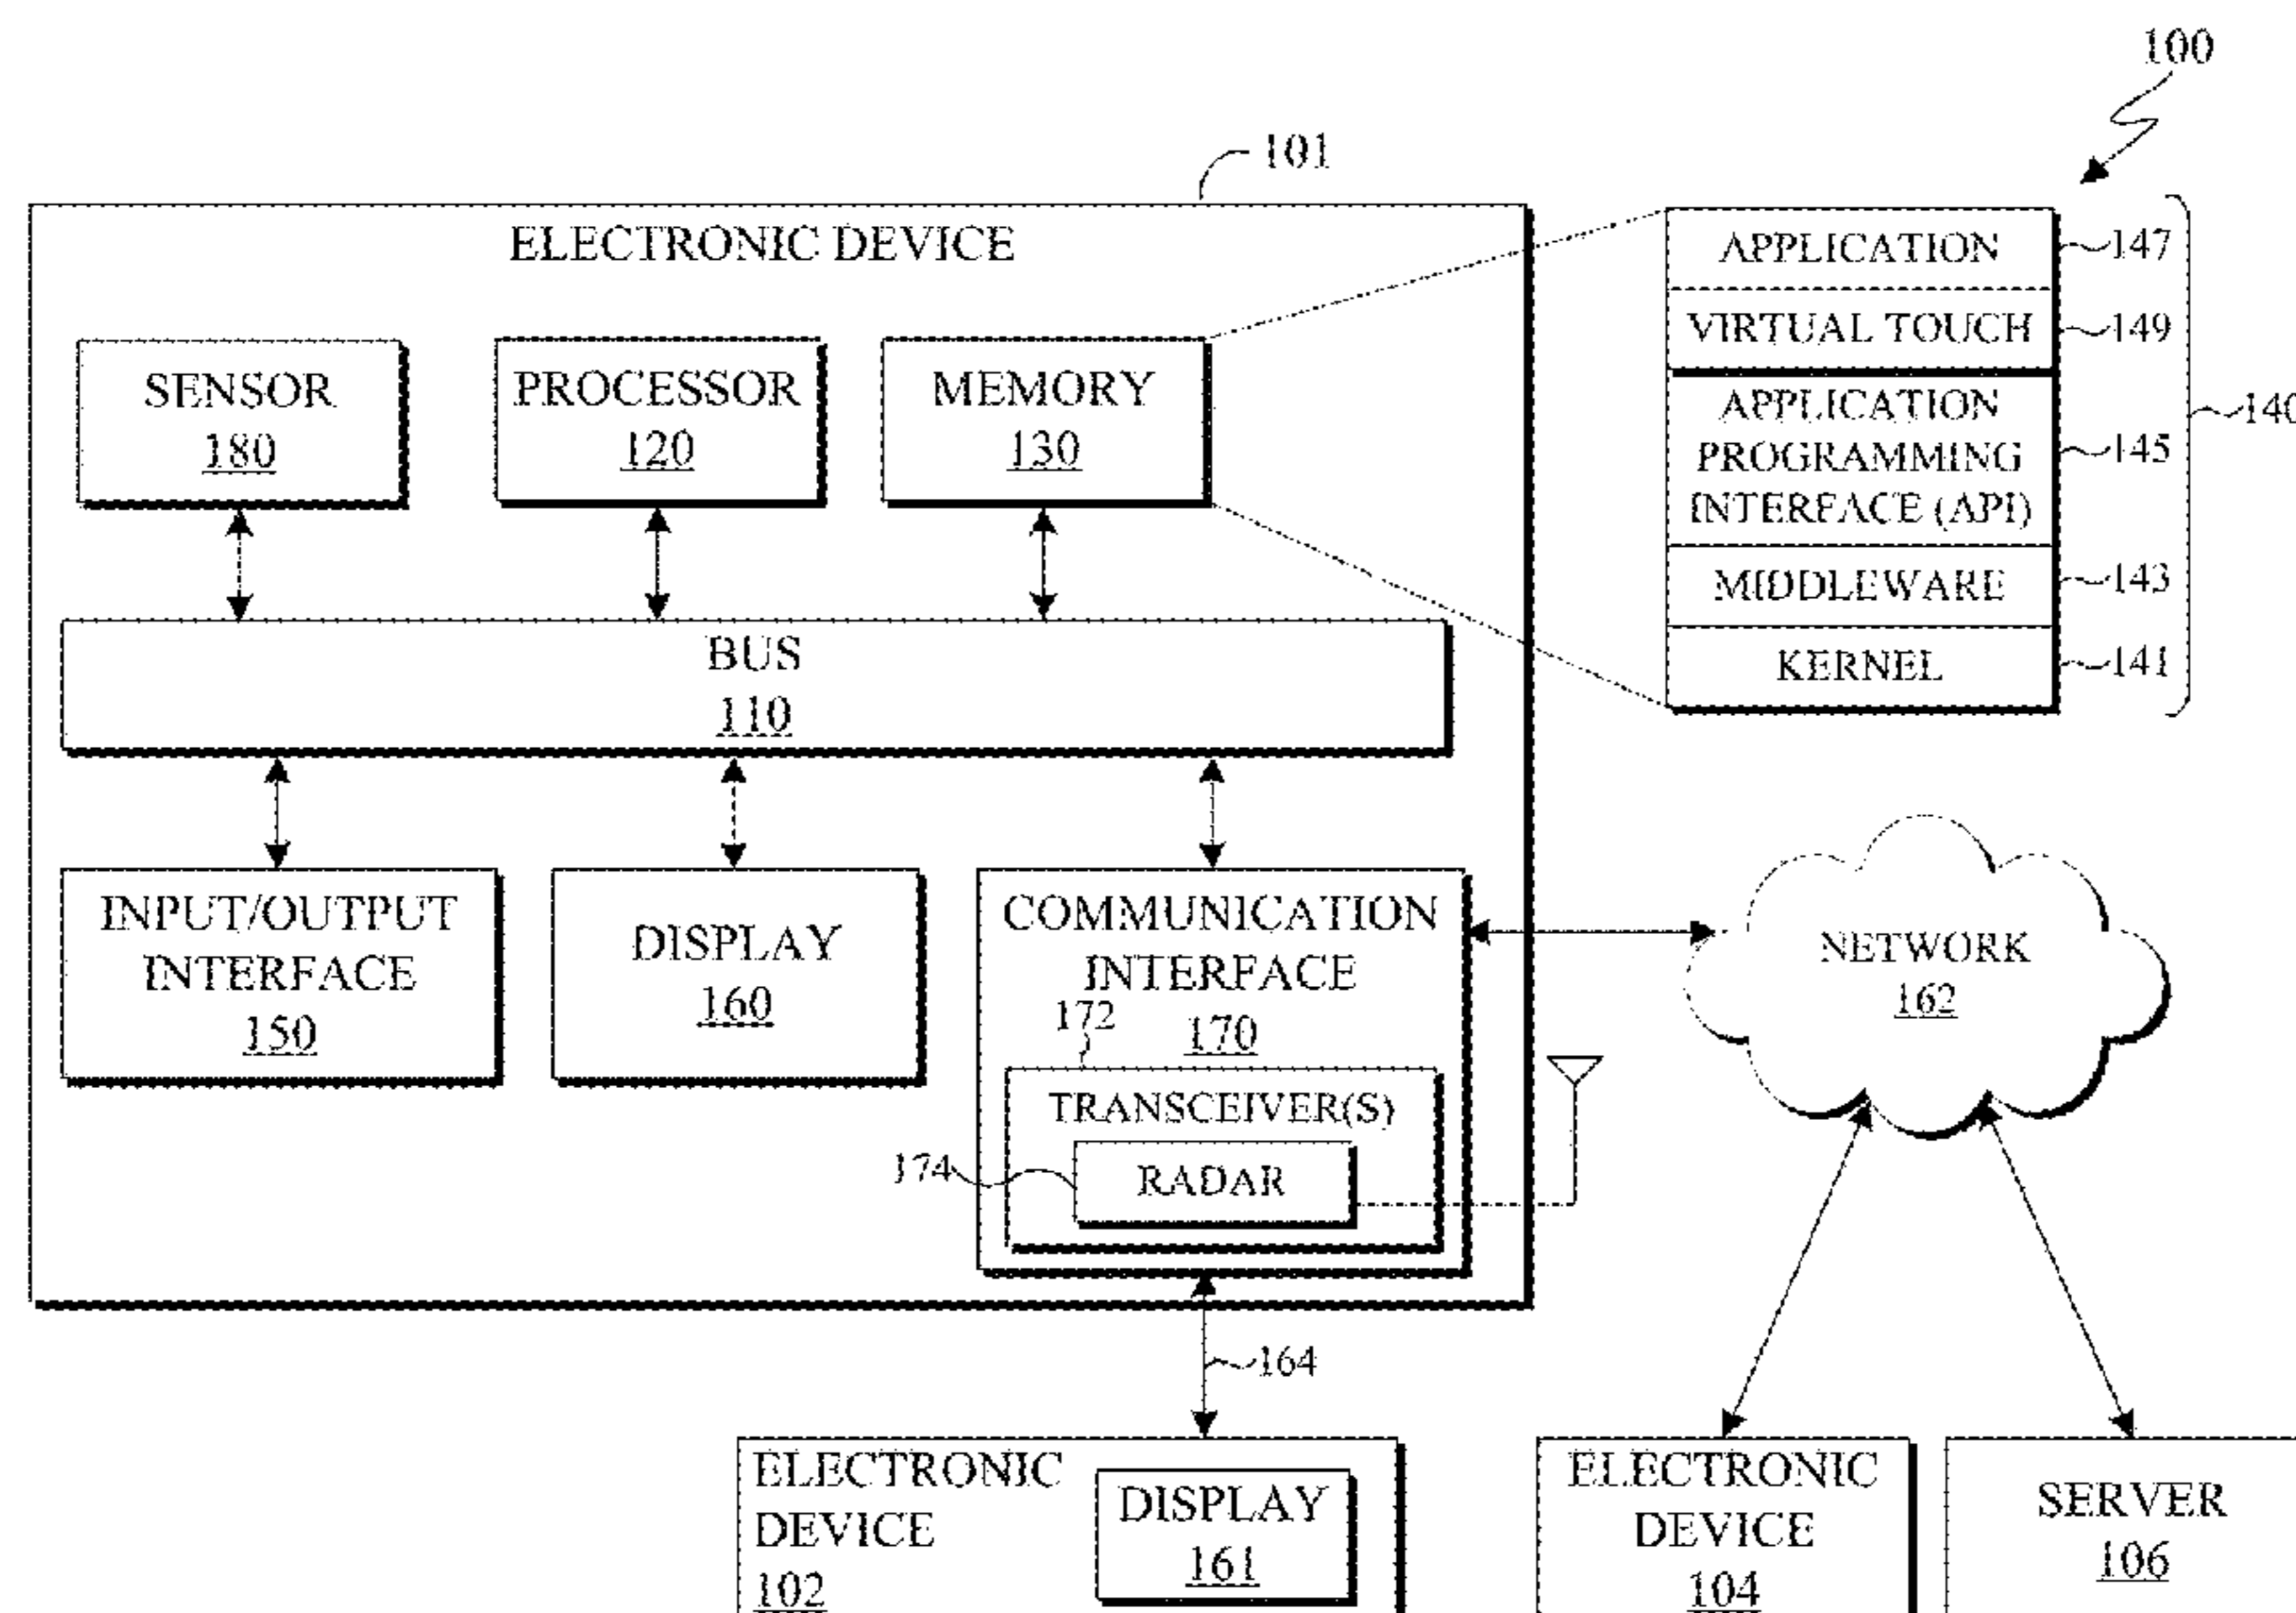 100
101
ELECTRONIC DEVICE
SENSOR
180
PROCESSOR
120
MEMORY
130
APPLICATION
147
VIRTUAL TOUCH
149
APPLICATION
PROGRAMMING
INTERFACE (API)
145
MIDDLEWARE
143
KERNEL
141
140
BUS
110
INPUT/OUTPUT
INTERFACE
150
DISPLAY
160
COMMUNICATION
INTERFACE
170
172
TRANSCEIVER(S)
174
RADAR
NETWORK
162
164
ELECTRONIC
DEVICE
102
DISPLAY
161
ELECTRONIC
DEVICE
104
SERVER
106